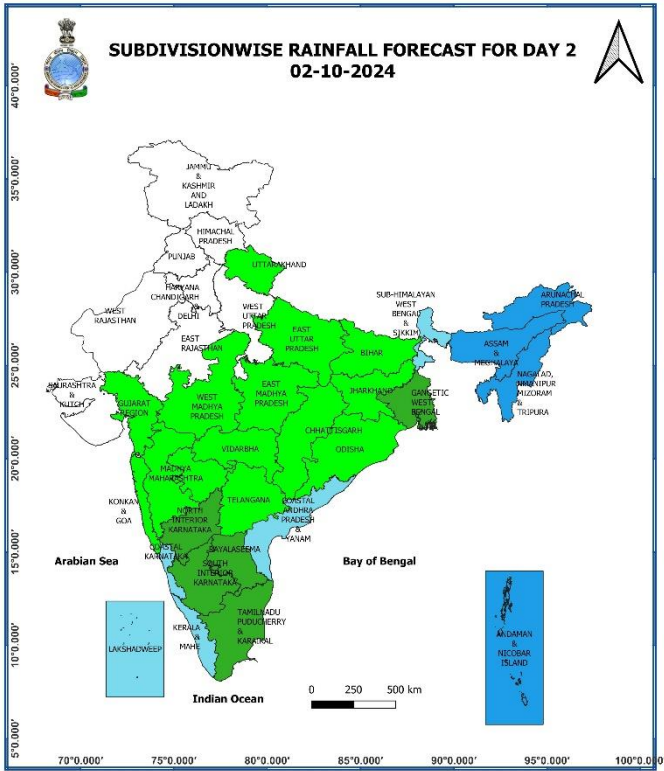 SUBDIVISIONWISE RAINFALL FORECAST FOR DAY 2
02-10-2024
40°0.000'
35°0.000'
30°0.000'
25°0.000'
20°0.000'
15°0.000'
10°0.000'
5°0.000'
JAMMU
&
KASHMIR
AND
LADAKH
HIMACHAL
PRADESH
PUNJAB
UTTARAKHAND
HARYANA
CHANDIGARH
&
DELHI
WEST
RAJASTHAN
WEST
UTTAR
PRADESH
EAST
RAJASTHAN
EAST
UTTAR
PRADESH
SUB-HIMALAYAN
WEST
BENGAL
&
SIKKIM
ARUNACHAL
PRADESH
ASSAM
&
MEGHALAYA
BIHAR
NAGALAD,
MANIPUR
MIZORAM
&
TRIPURA
SAURASHTRA
&
KUTCH
GUJARAT
REGION
WEST
MADHYA
PRADESH
EAST
MADHYA
PRADESH
JHARKHAND
GANGETIC
WEST
BENGAL
CHHATTISGARH
ODISHA
VIDARBHA
MADHYA
MAHARASHTRA
TELANGANA
KONKAN
&
GOA
NORTH
INTERIOR
KARNATAKA
COASTAL
ANDHRA
PRADESH
&
YANAM
COASTAL
KARNATAKA
RAYALASEEMA
SOUTH
INTERIOR
KARNATAKA
Arabian Sea
Bay of Bengal
TAMILNADU
PUDUCHERRY
&
KARAIKAL
KERALA
&
MAHE
LAKSHADWEEP
ANDAMAN
&
NICOBAR
ISLAND
Indian Ocean
0 250 500 km
70°0.000' 75°0.000' 80°0.000' 85°0.000' 90°0.000' 95°0.000' 100°0.000'